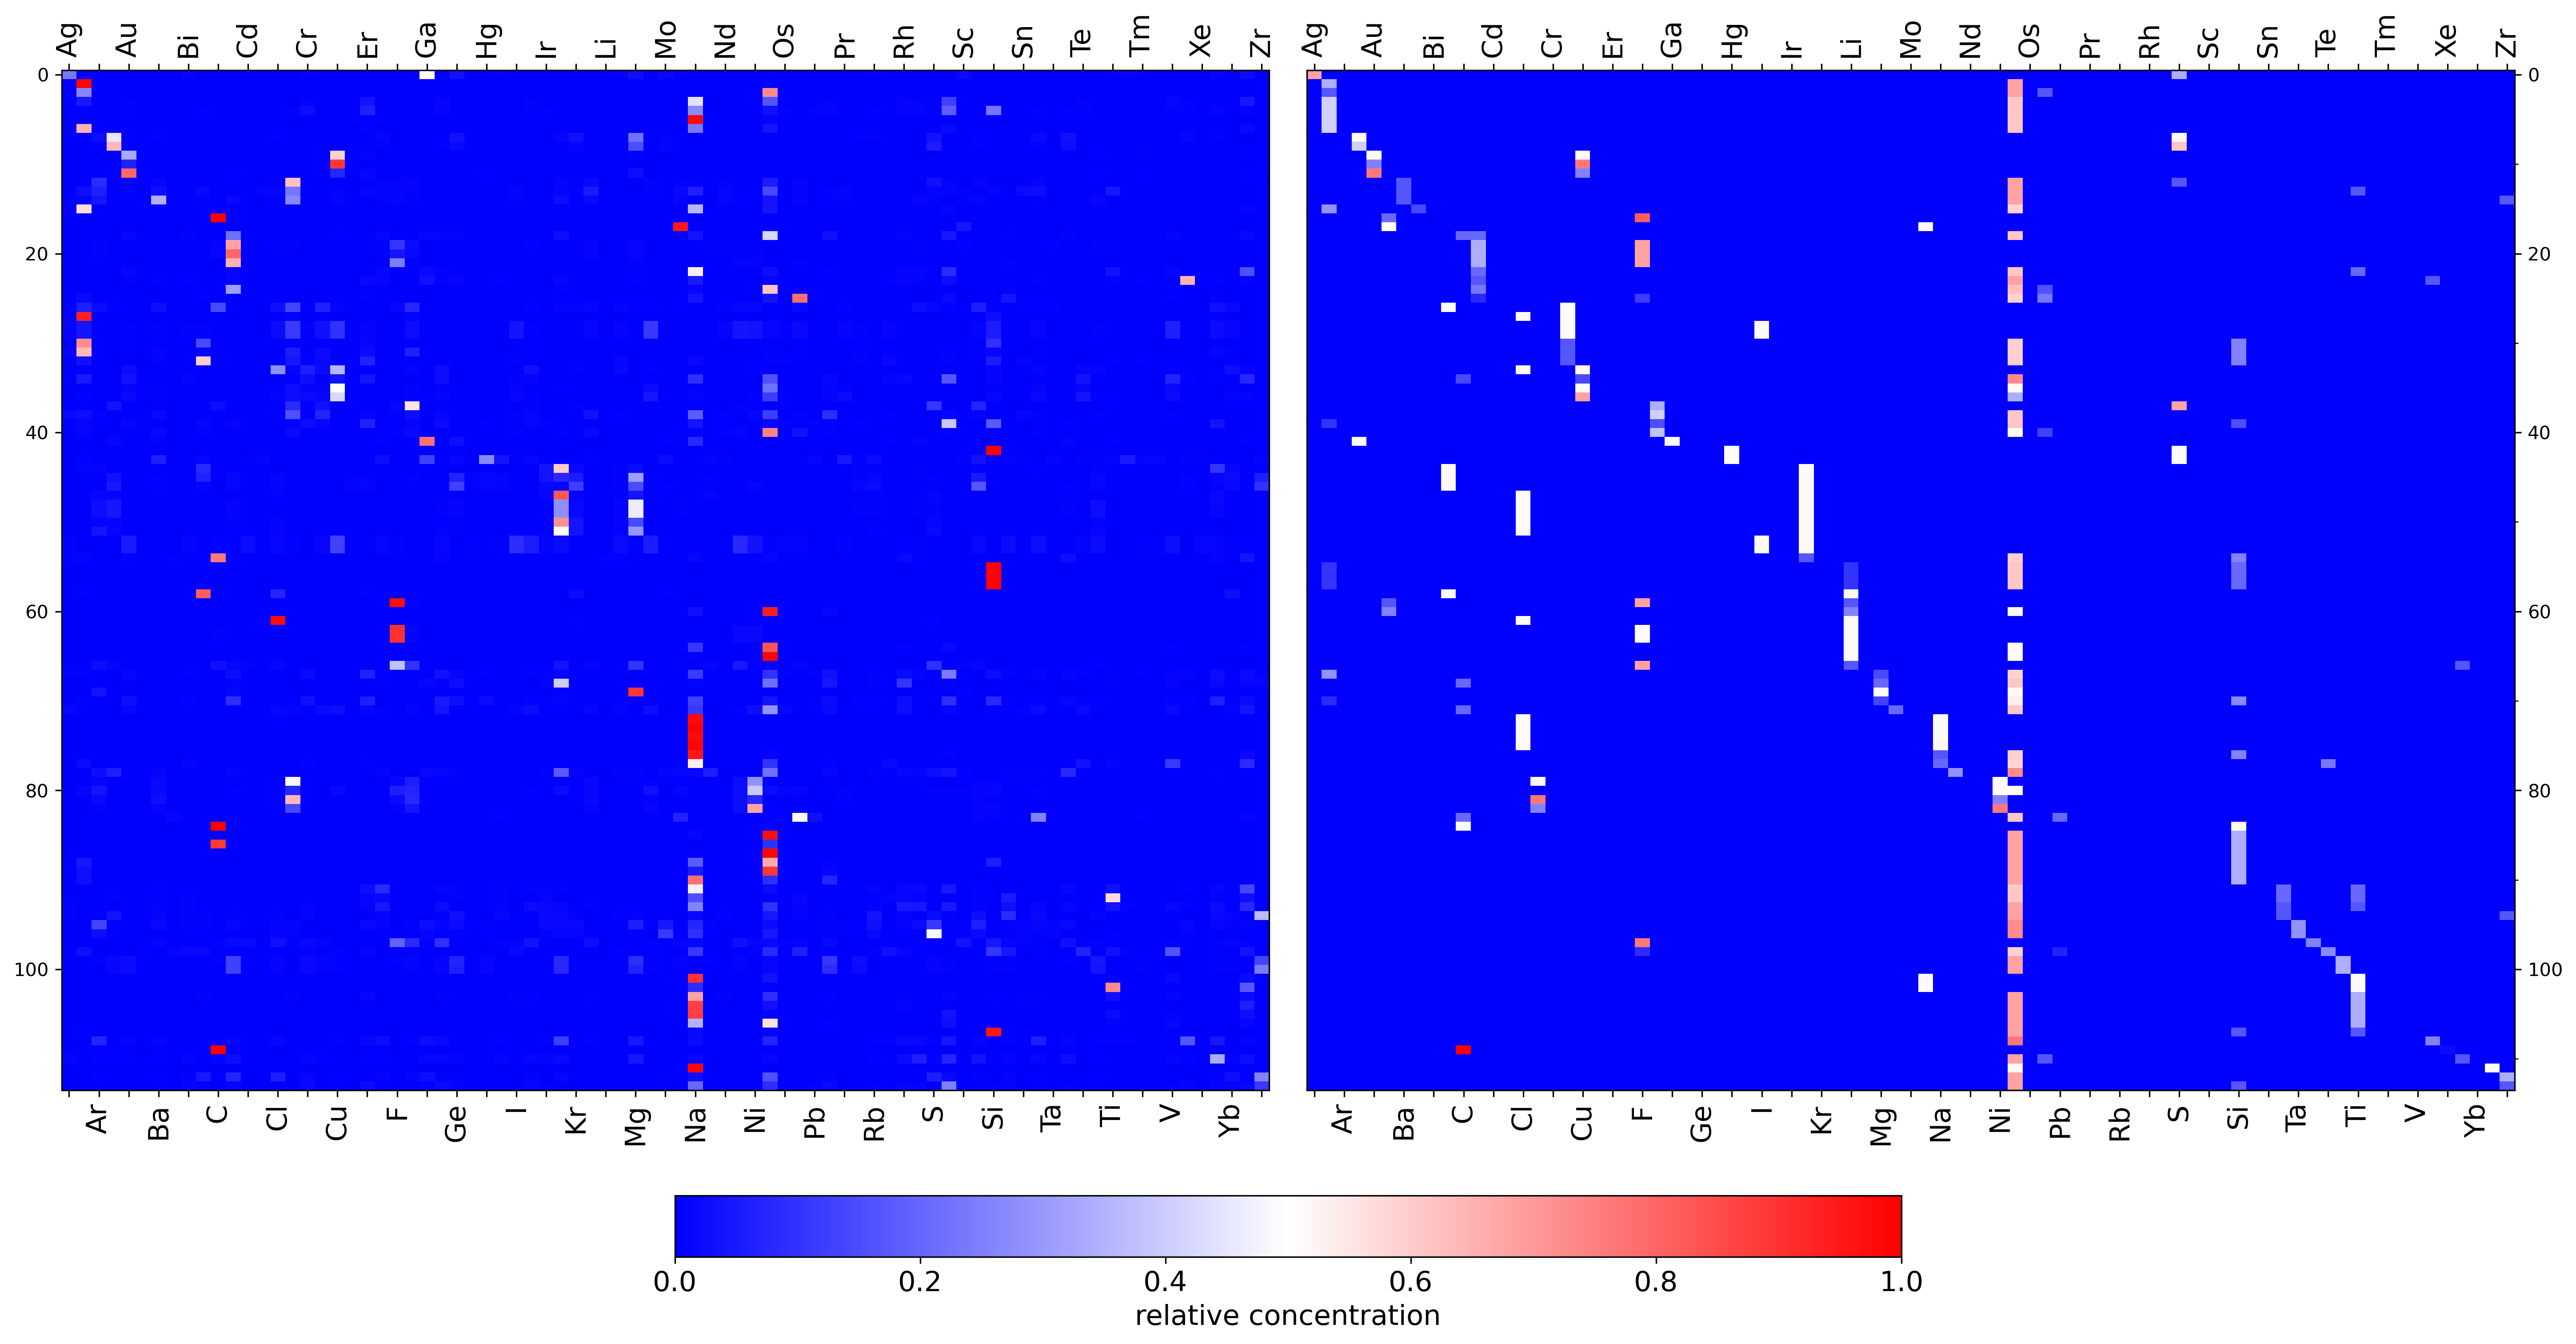 Ag Au Bi Cd Cr Er Ga Hg Ir Li Mo Nd Os Pr Rh Sc Sn Te Tm Xe Zr Ag Au Bi Cd Cr Er Ga Hg Ir Li Mo Nd Os Pr Rh Sc Sn Te Tm Xe Zr
0 0
20 20
40 40
60 60
80 80
100 100
Ar Ba C Cl Cu F Ge I Kr Mg Na Ni Pb Rb S Si Ta Ti V Yb Ar Ba C Cl Cu F Ge I Kr Mg Na Ni Pb Rb S Si Ta Ti V Yb
0.0 0.2 0.4 0.6 0.8 1.0
relative concentration